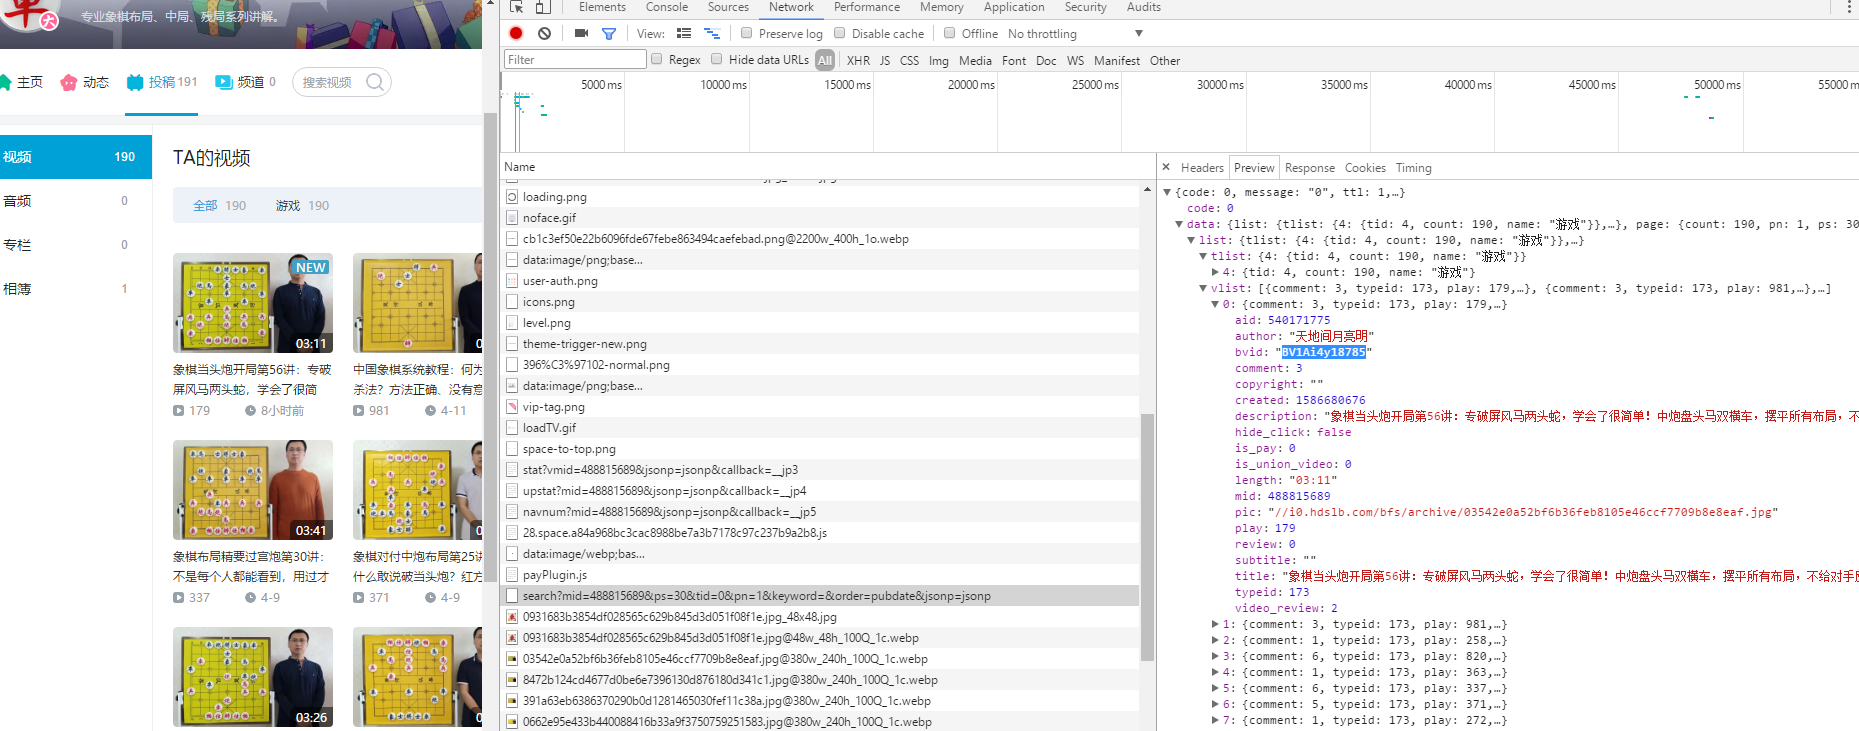 专业象棋布局、中局、残局系列讲解。
主页 动态 投稿 191 频道 0 搜索视频
视频 190
音频 0
专栏 0
相簿 1
TA的视频
全部 190 游戏 190
NEW
03:11
象棋当头炮开局第56讲：专破
屏风马两头蛇，学会了很简
179 8小时前
中国象棋系统教程：何为
杀法？方法正确、没有意
981 4-11
03:41
象棋布局精要过宫炮第30讲：
不是每个人都能看到，用过才
337 4-9
象棋对付中炮布局第25讲
什么敢说破当头炮？红方
371 4-9
03:26
Elements Console Sources Network Performance Memory Application Security Audits
View: Preserve log Disable cache Offline No throttling
Filter Regex Hide data URLs All XHR JS CSS Img Media Font Doc WS Manifest Other
5000 ms 10000 ms 15000 ms 20000 ms 25000 ms 30000 ms 35000 ms 40000 ms 45000 ms 50000 ms 55000 m
Name
loading.png
noface.gif
cb1c3ef50e22b6096fde67febe863494caefebad.png@2200w_400h_1o.webp
data:image/png;base...
user-auth.png
icons.png
level.png
theme-trigger-new.png
396%C3%97102-normal.png
data:image/png;base...
vip-tag.png
loadTV.gif
space-to-top.png
stat?vmid=488815689&jsonp=jsonp&callback=__jp3
upstat?mid=488815689&jsonp=jsonp&callback=__jp4
navnum?mid=488815689&jsonp=jsonp&callback=__jp5
28.space.a84a968bc3cac8988be7a3b7178c97c237b9a2b8.js
data:image/webp;bas...
payPlugin.js
search?mid=488815689&ps=30&tid=0&pn=1&keyword=&order=pubdate&jsonp=jsonp
0931683b3854df028565c629b845d3d051f08f1e.jpg_48x48.jpg
0931683b3854df028565c629b845d3d051f08f1e.jpg@48w_48h_100Q_1c.webp
03542e0a52bf6b36feb8105e46ccf7709b8e8eaf.jpg@380w_240h_100Q_1c.webp
8472b124cd4677d0be6e7396130d876180d341c1.jpg@380w_240h_100Q_1c.webp
391a63eb6386370290b0d1281465030fef11c38a.jpg@380w_240h_100Q_1c.webp
0662e95e433b440088416b33a9f3750759251583.jpg@380w_240h_100Q_1c.webp
× Headers Preview Response Cookies Timing
{code: 0, message: "0", ttl: 1,…}
code: 0
data: {list: {tlist: {4: {tid: 4, count: 190, name: "游戏"}},…}, page: {count: 190, pn: 1, ps: 30
list: {tlist: {4: {tid: 4, count: 190, name: "游戏"}},…}
tlist: {4: {tid: 4, count: 190, name: "游戏"}}
4: {tid: 4, count: 190, name: "游戏"}
vlist: [{comment: 3, typeid: 173, play: 179,…}, {comment: 3, typeid: 173, play: 981,…},…]
0: {comment: 3, typeid: 173, play: 179,…}
aid: 540171775
author: "天地间月亮明"
bvid: "BV1Ai4y18785"
comment: 3
copyright: ""
created: 1586680676
description: "象棋当头炮开局第56讲：专破屏风马两头蛇，学会了很简单！中炮盘头马双横车，摆平所有布局，不
hide_click: false
is_pay: 0
is_union_video: 0
length: "03:11"
mid: 488815689
pic: "//i0.hdslb.com/bfs/archive/03542e0a52bf6b36feb8105e46ccf7709b8e8eaf.jpg"
play: 179
review: 0
subtitle: ""
title: "象棋当头炮开局第56讲：专破屏风马两头蛇，学会了很简单！中炮盘头马双横车，摆平所有布局，不给对手
typeid: 173
video_review: 2
1: {comment: 3, typeid: 173, play: 981,…}
2: {comment: 1, typeid: 173, play: 258,…}
3: {comment: 6, typeid: 173, play: 820,…}
4: {comment: 1, typeid: 173, play: 363,…}
5: {comment: 6, typeid: 173, play: 337,…}
6: {comment: 5, typeid: 173, play: 371,…}
7: {comment: 1, typeid: 173, play: 272,…}